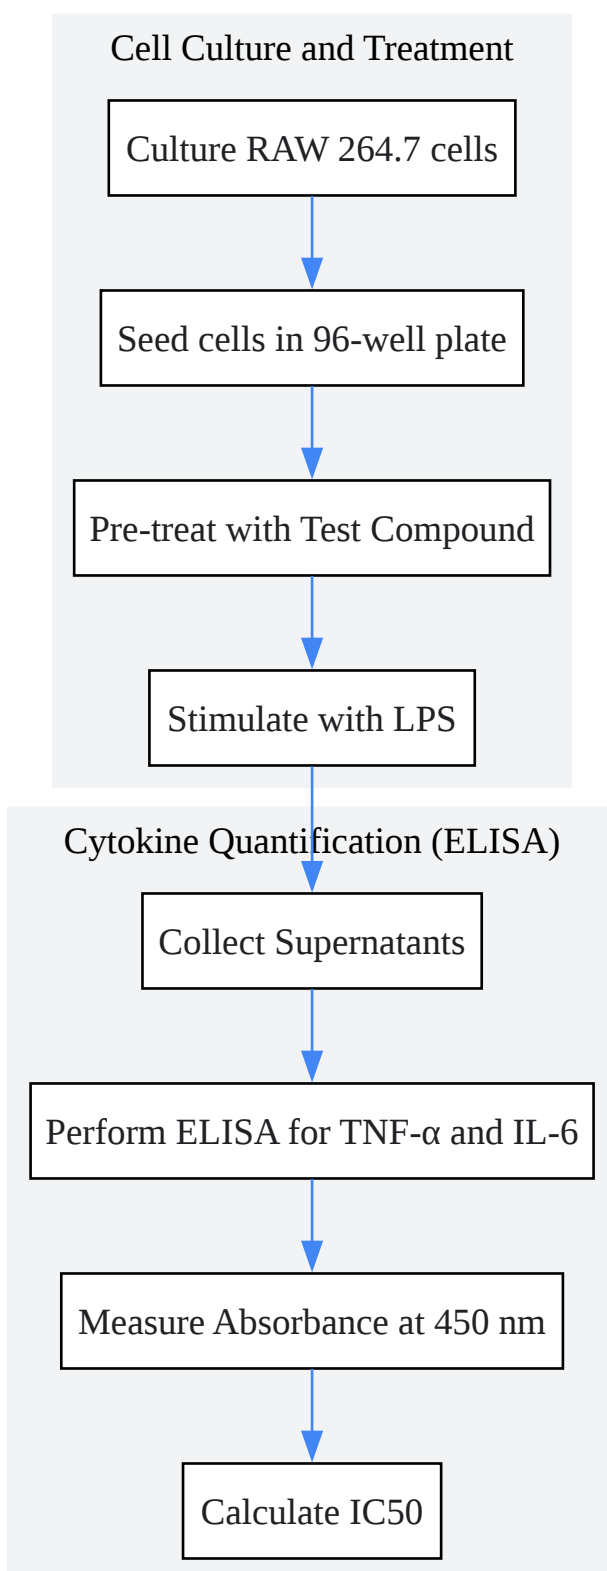 Cell Culture and Treatment
Culture RAW 264.7 cells
Seed cells in 96-well plate
Pre-treat with Test Compound
Stimulate with LPS
Cytokine Quantification (ELISA)
Collect Supernatants
Perform ELISA for TNF-α and IL-6
Measure Absorbance at 450 nm
Calculate IC50